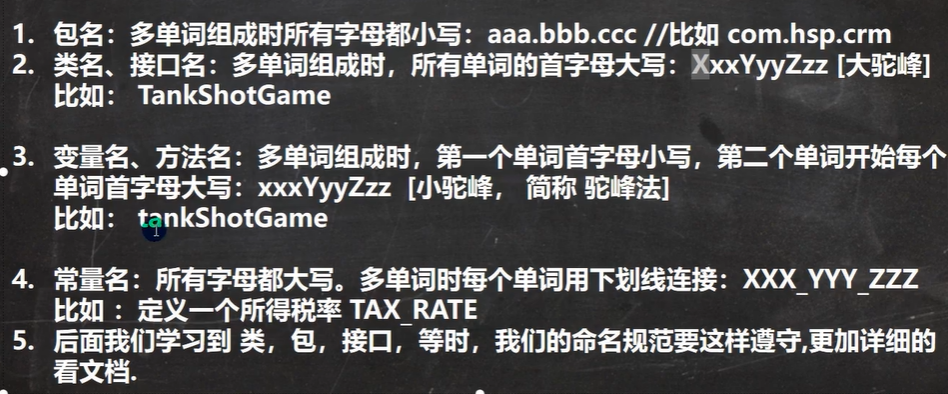 1. 包名：多单词组成时所有字母都小写：aaa.bbb.ccc //比如 com.hsp.crm
2. 类名、接口名：多单词组成时，所有单词的首字母大写：XxxYyyZzz [大驼峰]
比如： TankShotGame
3. 变量名、方法名：多单词组成时，第一个单词首字母小写，第二个单词开始每个
单词首字母大写：xxxYyyZzz [小驼峰， 简称 驼峰法]
比如： tankShotGame
4. 常量名：所有字母都大写。多单词时每个单词用下划线连接：XXX_YYY_ZZZ
比如 ：定义一个所得税率 TAX_RATE
5. 后面我们学习到 类，包，接口，等时，我们的命名规范要这样遵守,更加详细的
看文档.